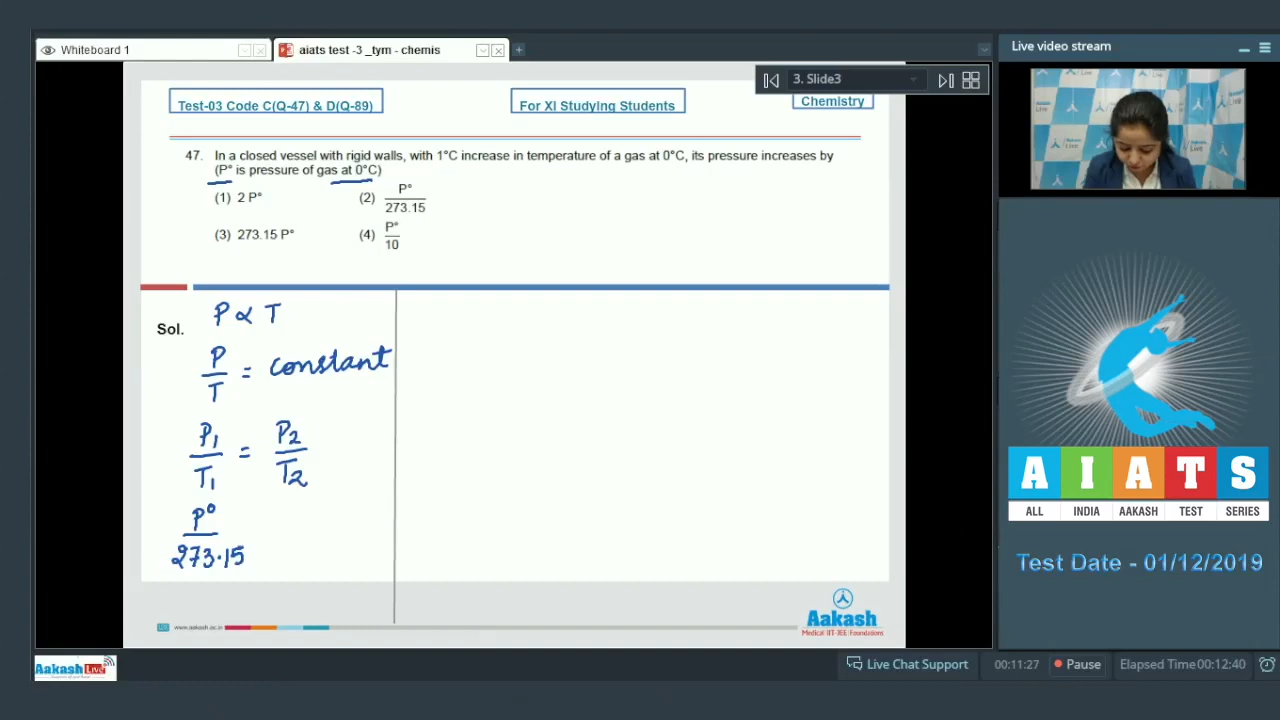 Whiteboard 1
aiats test -3 _tym - chemis
Live video stream
3. Slide3
Test-03 Code C(Q-47) & D(Q-89)
For XI Studying Students
Chemistry
47. In a closed vessel with rigid walls, with 1°C increase in temperature of a gas at 0°C, its pressure increases by
(P° is pressure of gas at 0°C)
(1) 2 P° (2) P°/273.15
(3) 273.15 P° (4) P°/10
Sol. P ∝ T
P/T = constant
P₁/T₁ = P₂/T₂
P⁰/273.15
www.aakash.ac.in
Aakash
Medical|IIT-JEE|Foundations
AIATS
ALL INDIA AAKASH TEST SERIES
Test Date - 01/12/2019
Aakash Live
Live Chat Support
00:11:27
Pause
Elapsed Time 00:12:40